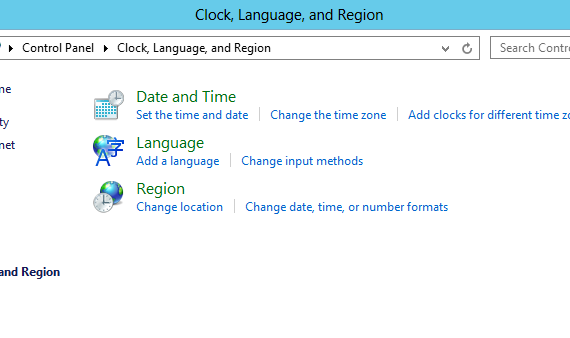 Clock, Language, and Region
Control Panel Clock, Language, and Region
Search Contr
Date and Time
Set the time and date Change the time zone Add clocks for different time zo
Language
Add a language Change input methods
Region
Change location Change date, time, or number formats
me
ty
net
and Region